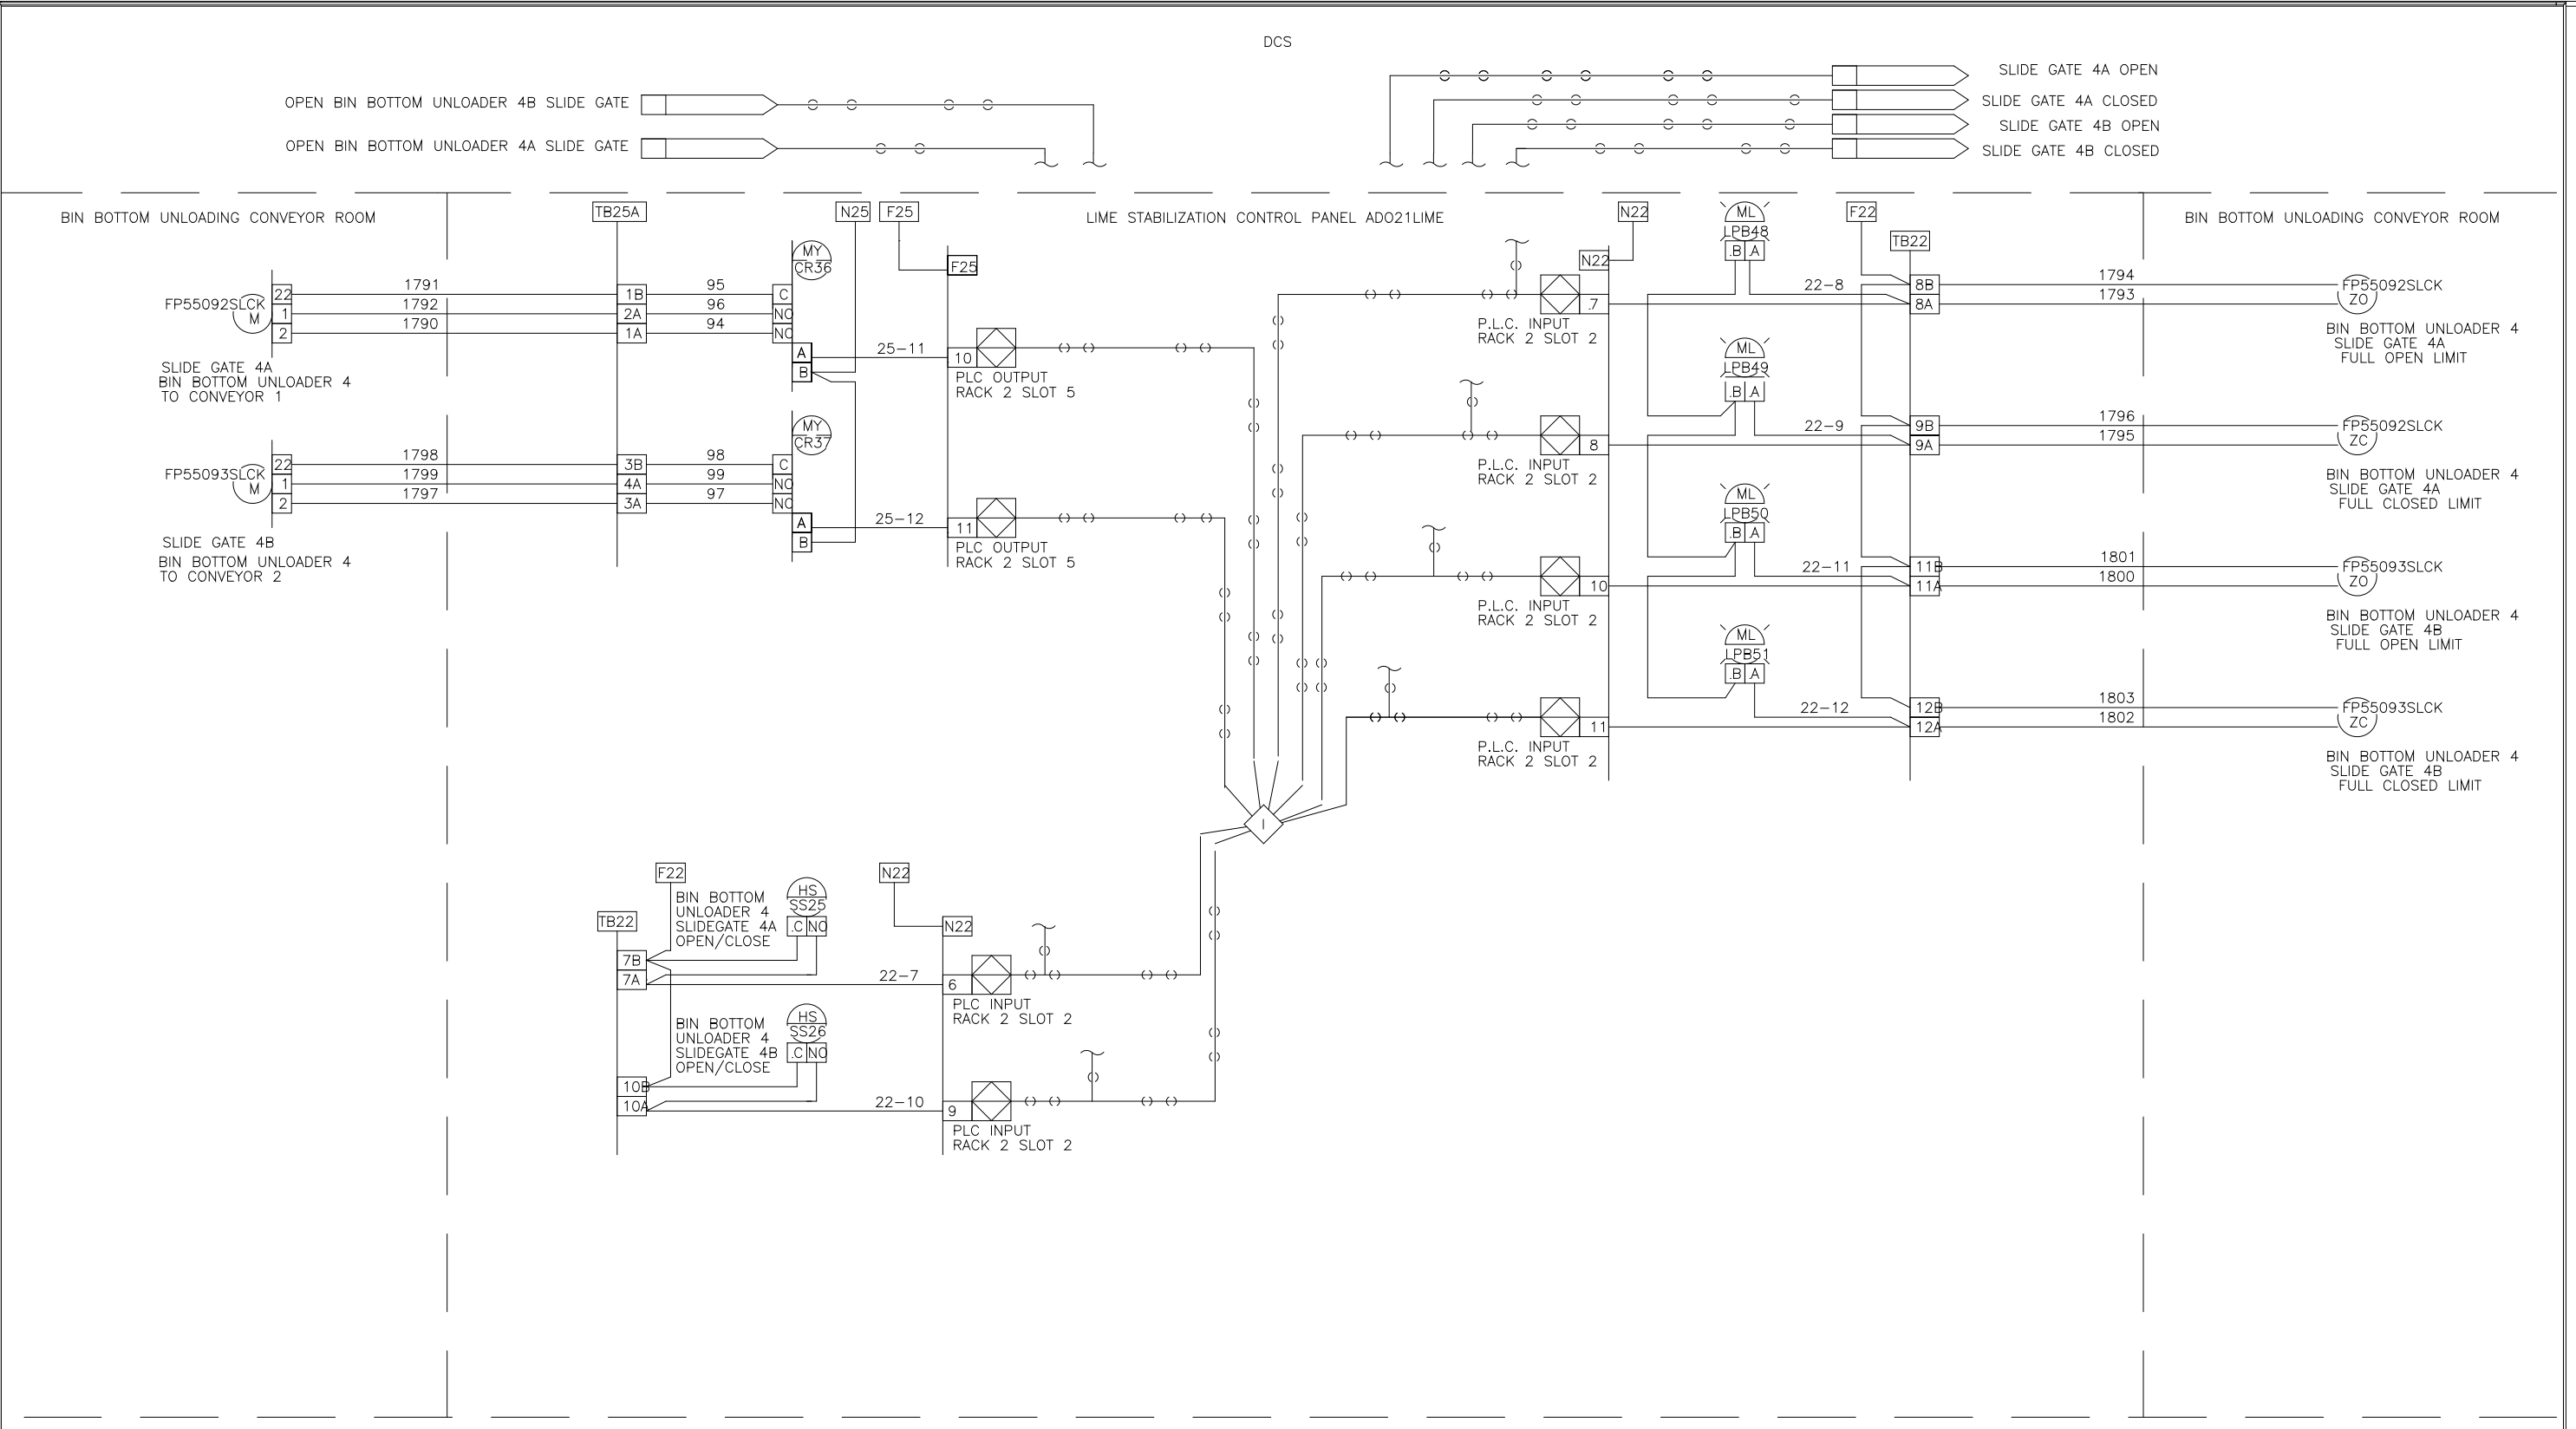 DCS
OPEN BIN BOTTOM UNLOADER 4B SLIDE GATE
OPEN BIN BOTTOM UNLOADER 4A SLIDE GATE
SLIDE GATE 4A OPEN
SLIDE GATE 4A CLOSED
SLIDE GATE 4B OPEN
SLIDE GATE 4B CLOSED
BIN BOTTOM UNLOADING CONVEYOR ROOM
LIME STABILIZATION CONTROL PANEL ADO21LIME
BIN BOTTOM UNLOADING CONVEYOR ROOM
TB25A
N25
F25
F25
MY
CR36
FP55092SLCK
M
22
1
2
1791
1792
1790
1B
2A
1A
95
96
94
C
NO
NC
A
B
25-11
10
PLC OUTPUT
RACK 2 SLOT 5
SLIDE GATE 4A
BIN BOTTOM UNLOADER 4
TO CONVEYOR 1
MY
CR37
FP55093SLCK
M
22
1
2
1798
1799
1797
3B
4A
3A
98
99
97
C
NO
NC
A
B
25-12
11
PLC OUTPUT
RACK 2 SLOT 5
SLIDE GATE 4B
BIN BOTTOM UNLOADER 4
TO CONVEYOR 2
N22
N22
F22
TB22
ML
LPB48
.B A
.7
P.L.C. INPUT
RACK 2 SLOT 2
22-8
8B
8A
1794
1793
FP55092SLCK
ZO
BIN BOTTOM UNLOADER 4
SLIDE GATE 4A
FULL OPEN LIMIT
ML
LPB49
.B A
8
P.L.C. INPUT
RACK 2 SLOT 2
22-9
9B
9A
1796
1795
FP55092SLCK
ZC
BIN BOTTOM UNLOADER 4
SLIDE GATE 4A
FULL CLOSED LIMIT
ML
LPB50
.B A
10
P.L.C. INPUT
RACK 2 SLOT 2
22-11
11B
11A
1801
1800
FP55093SLCK
ZO
BIN BOTTOM UNLOADER 4
SLIDE GATE 4B
FULL OPEN LIMIT
ML
LPB51
.B A
11
P.L.C. INPUT
RACK 2 SLOT 2
22-12
12B
12A
1803
1802
FP55093SLCK
ZC
BIN BOTTOM UNLOADER 4
SLIDE GATE 4B
FULL CLOSED LIMIT
I
F22
TB22
BIN BOTTOM
UNLOADER 4
SLIDEGATE 4A
OPEN/CLOSE
HS
SS25
.C NO
N22
N22
7B
7A
22-7
6
PLC INPUT
RACK 2 SLOT 2
BIN BOTTOM
UNLOADER 4
SLIDEGATE 4B
OPEN/CLOSE
HS
SS26
.C NO
10B
10A
22-10
9
PLC INPUT
RACK 2 SLOT 2